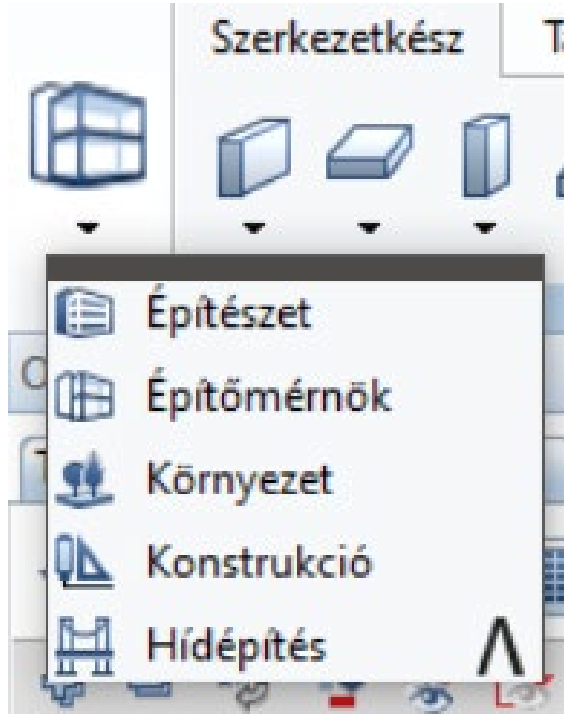 Szerkezetkész
Építészet
Építőmérnök
Környezet
Konstrukció
Hídépítés